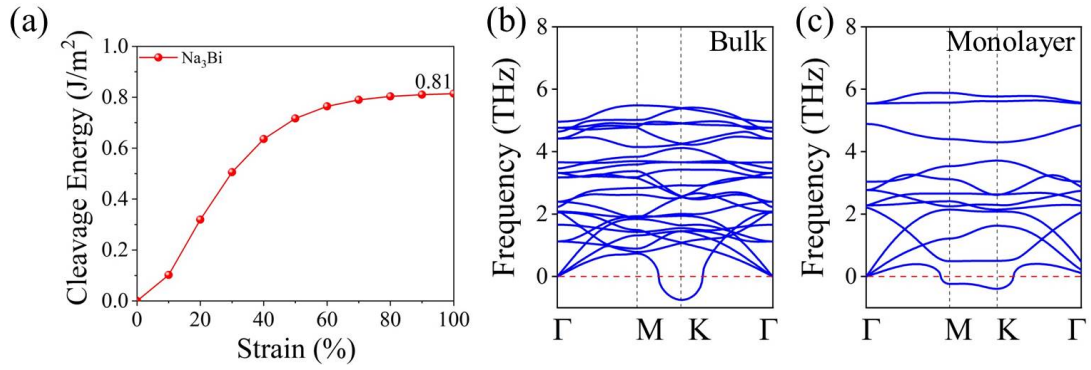 (a)
Cleavage Energy (J/m²)
1.0
0.8
0.6
0.4
0.2
0.0
Na₃Bi
0.81
0 20 40 60 80 100
Strain (%)
(b)
Frequency (THz)
8
6
4
2
0
Bulk
Γ M K Γ
(c)
Frequency (THz)
8
6
4
2
0
Monolayer
Γ M K Γ